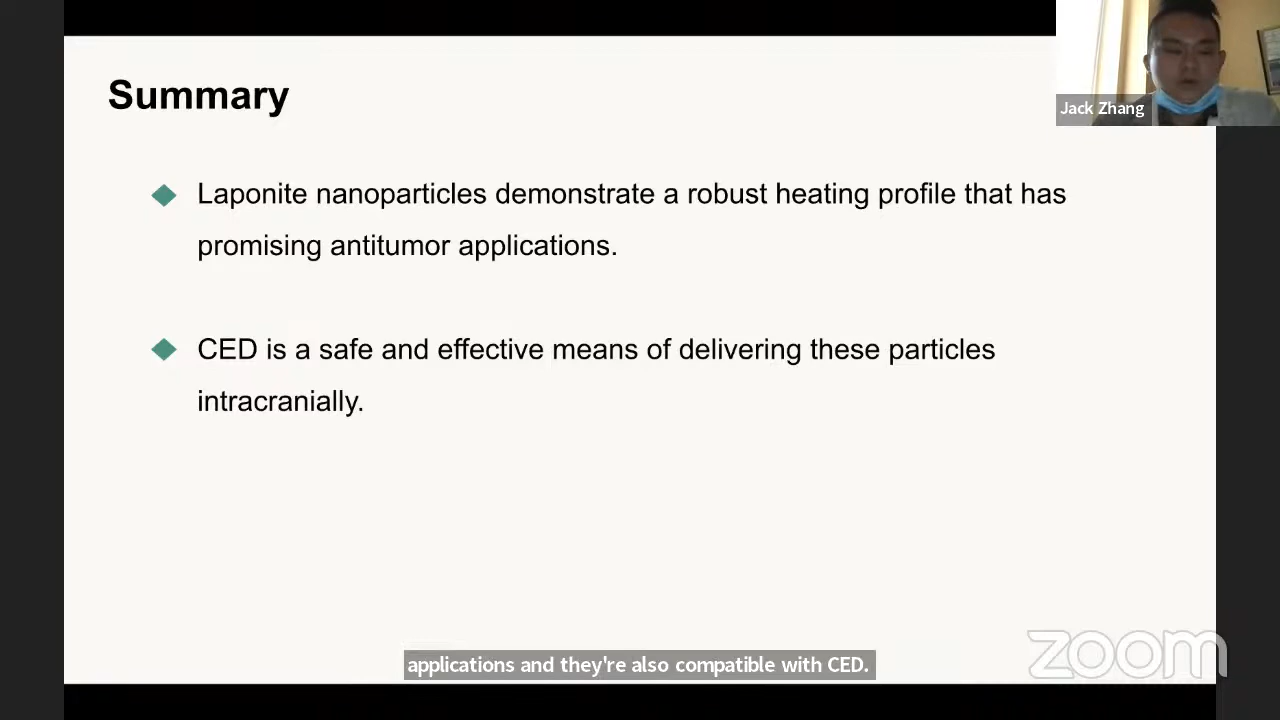 Summary
Jack Zhang
Laponite nanoparticles demonstrate a robust heating profile that has
promising antitumor applications.
CED is a safe and effective means of delivering these particles
intracranially.
applications and they're also compatible with CED.
zoom